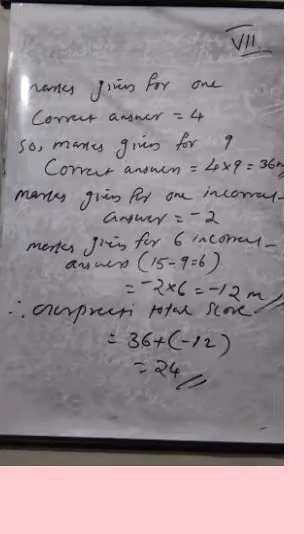 VII
marks given for one
Correct answer = 4
So, marks given for 9
Correct answers = 4×9 = 36m
marks given for one incorrect
answer = -2
marks given for 6 incorrect
answers (15-9=6)
= -2×6 = -12 m
∴ total score
= 36+(-12)
= 24